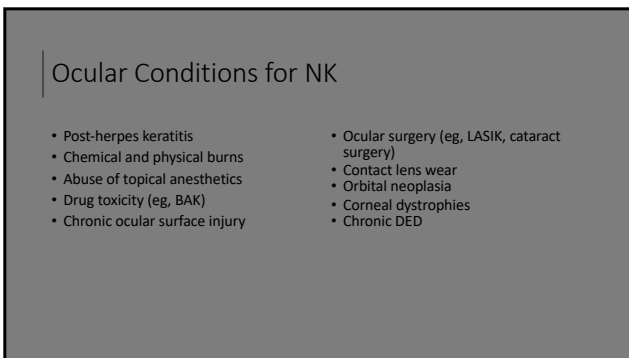 Ocular Conditions for NK
• Post-herpes keratitis
• Chemical and physical burns
• Abuse of topical anesthetics
• Drug toxicity (eg, BAK)
• Chronic ocular surface injury
• Ocular surgery (eg, LASIK, cataract
surgery)
• Contact lens wear
• Orbital neoplasia
• Corneal dystrophies
• Chronic DED